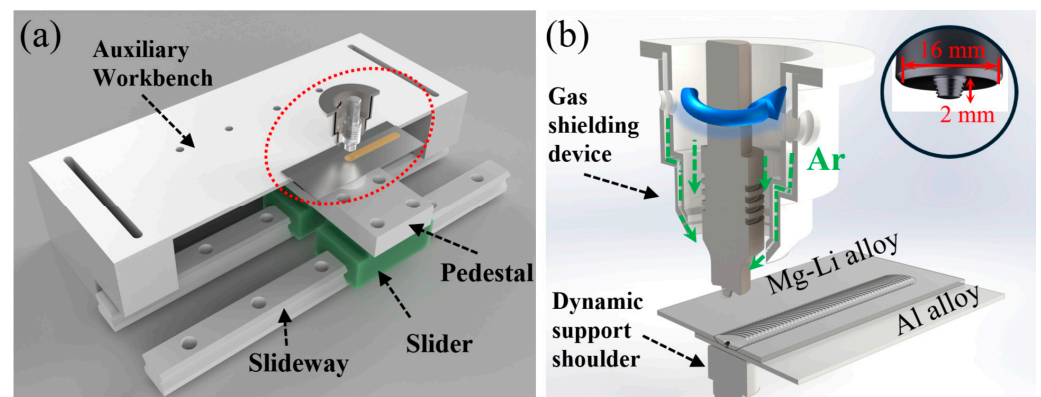 (a)
Auxiliary
Workbench
Pedestal
Slider
Slideway
(b)
16 mm
2 mm
Gas
shielding
device
Ar
Mg-Li alloy
Al alloy
Dynamic
support
shoulder